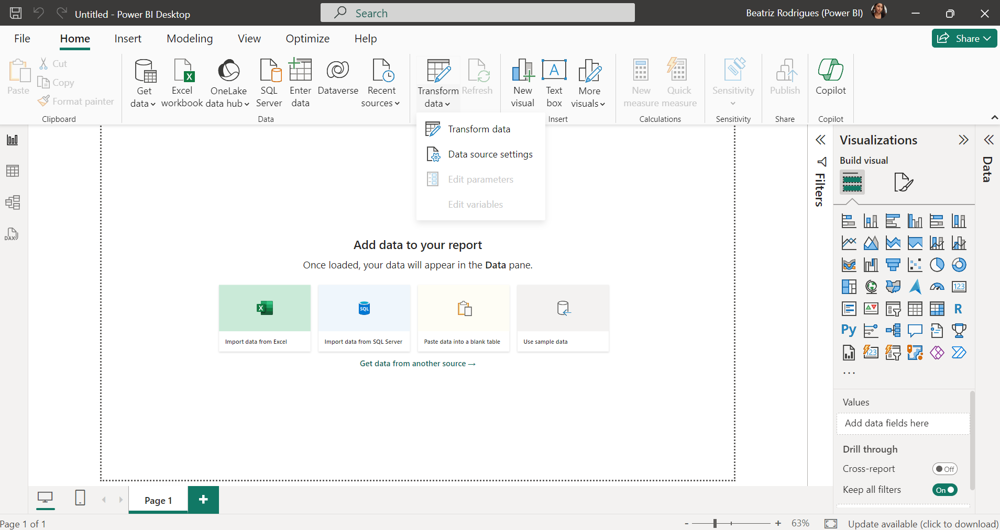 Untitled - Power BI Desktop
Search
Beatriz Rodrigues (Power BI)
File
Home
Insert
Modeling
View
Optimize
Help
Share
Paste
Cut
Copy
Format painter
Clipboard
Get
data
Excel
workbook
OneLake
data hub
SQL
Server
Enter
data
Dataverse
Recent
sources
Data
Transform
data
Refresh
New
visual
A
Text
box
More
visuals
Insert
New
measure
Quick
measure
Calculations
Sensitivity
Sensitivity
Publish
Share
Copilot
Copilot
Transform data
Data source settings
Edit parameters
Edit variables
DAX
Add data to your report
Once loaded, your data will appear in the Data pane.
X
SQL
Import data from Excel
Import data from SQL Server
Paste data into a blank table
Use sample data
Get data from another source →
Filters
Visualizations
Build visual
123
R
Py
123
...
Values
Add data fields here
Drill through
Cross-report
Off
Keep all filters
On
Data
Page 1
+
Page 1 of 1
- + 63%
Update available (click to download)